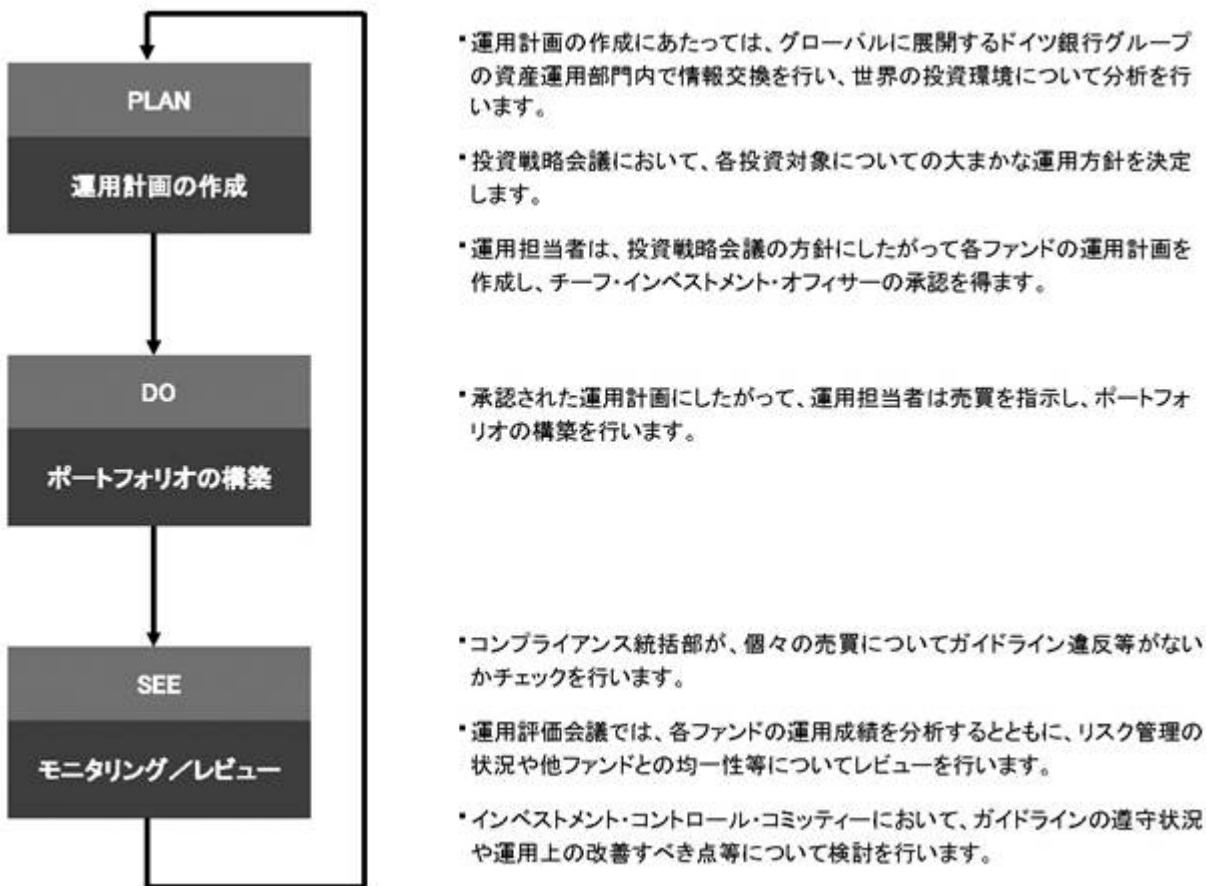 PLAN
運用計画の作成
▪運用計画の作成にあたっては、グローバルに展開するドイツ銀行グループ
の資産運用部門内で情報交換を行い、世界の投資環境について分析を行
います。
▪投資戦略会議において、各投資対象についての大まかな運用方針を決定
します。
▪運用担当者は、投資戦略会議の方針にしたがって各ファンドの運用計画を
作成し、チーフ・インベストメント・オフィサーの承認を得ます。
DO
ポートフォリオの構築
▪承認された運用計画にしたがって、運用担当者は売買を指示し、ポートフォ
リオの構築を行います。
SEE
モニタリング／レビュー
▪コンプライアンス統括部が、個々の売買についてガイドライン違反等がない
かチェックを行います。
▪運用評価会議では、各ファンドの運用成績を分析するとともに、リスク管理の
状況や他ファンドとの均一性等についてレビューを行います。
▪インベストメント・コントロール・コミッティーにおいて、ガイドラインの遵守状況
や運用上の改善すべき点等について検討を行います。